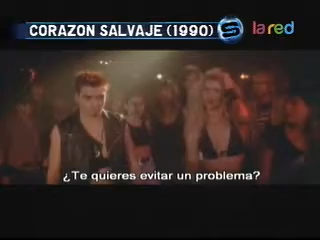 CORAZON SALVAJE (1990)
S
la red
¿Te quieres evitar un problema?